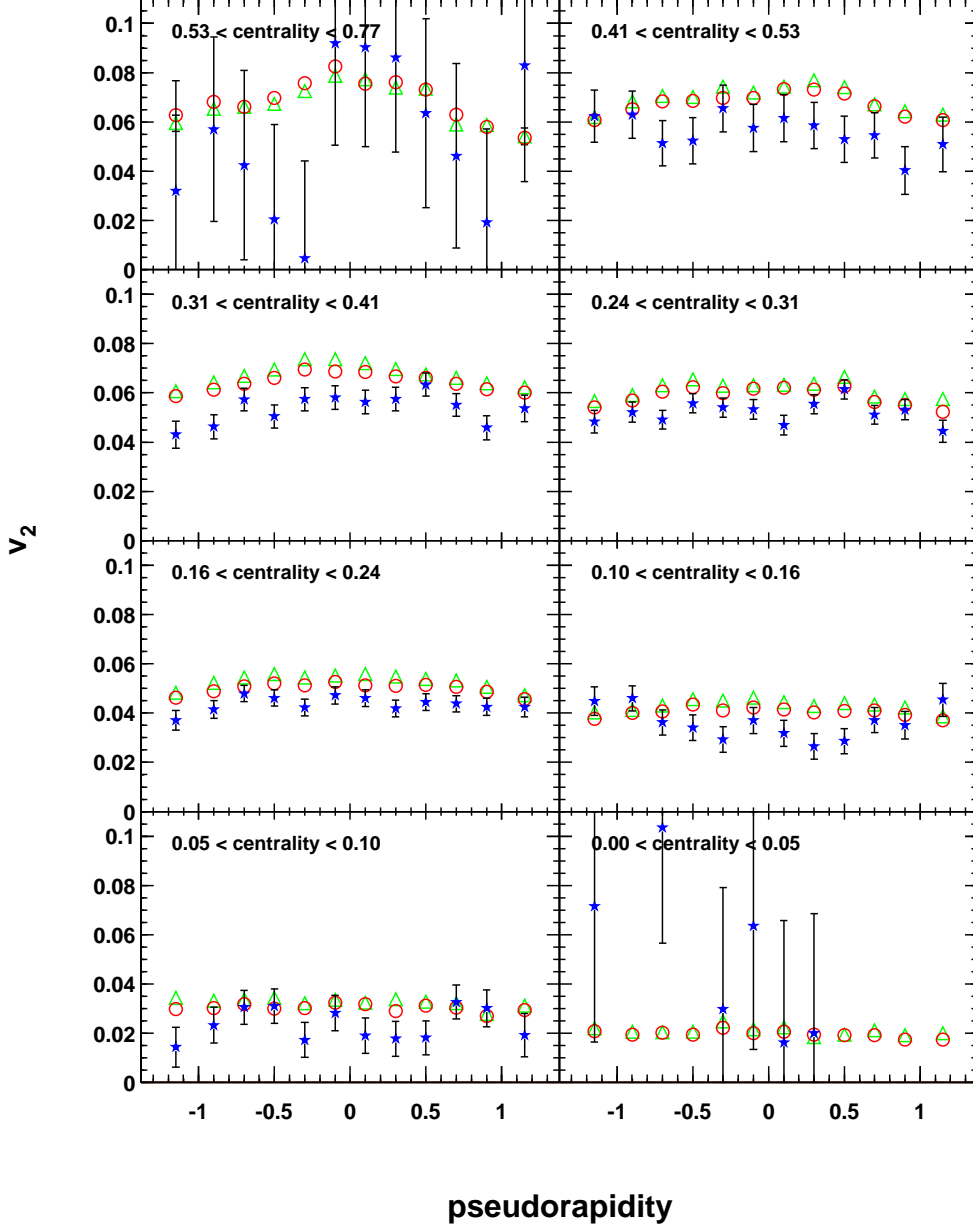 0.1
0.08
0.06
0.04
0.02
0
0.53 < centrality < 0.77
0.41 < centrality < 0.53
0.1
0.08
0.06
0.04
0.02
0
0.31 < centrality < 0.41
0.24 < centrality < 0.31
0.1
0.08
0.06
0.04
0.02
0
0.16 < centrality < 0.24
0.10 < centrality < 0.16
0.1
0.08
0.06
0.04
0.02
0
0.05 < centrality < 0.10
0.00 < centrality < 0.05
-1 -0.5 0 0.5 1
-1 -0.5 0 0.5 1
v2
pseudorapidity